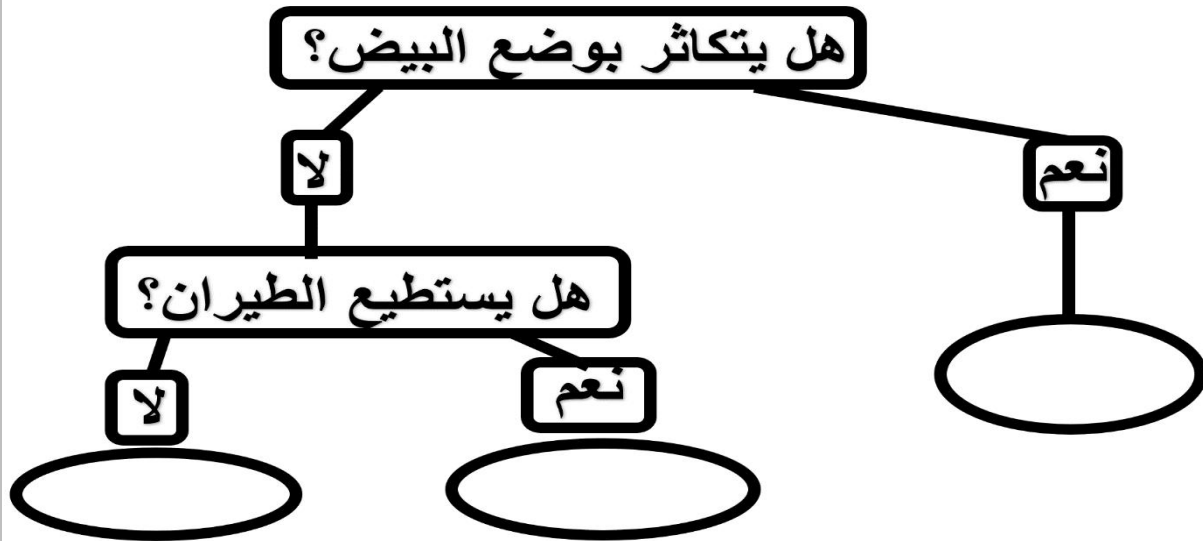 هل يتكاثر بوضع البيض؟
نعم
لا
هل يستطيع الطيران؟
نعم
لا